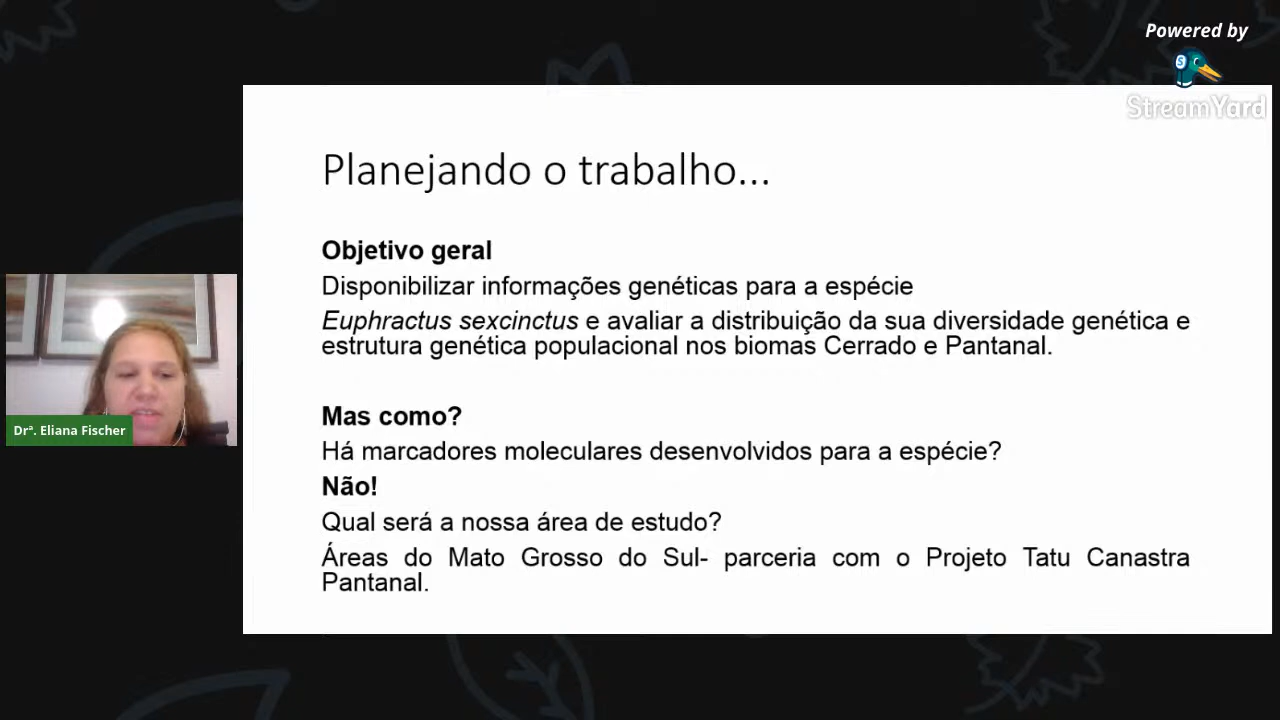 Powered by
StreamYard
Planejando o trabalho...
Objetivo geral
Disponibilizar informações genéticas para a espécie
Euphractus sexcinctus e avaliar a distribuição da sua diversidade genética e
estrutura genética populacional nos biomas Cerrado e Pantanal.
Mas como?
Há marcadores moleculares desenvolvidos para a espécie?
Não!
Qual será a nossa área de estudo?
Áreas do Mato Grosso do Sul- parceria com o Projeto Tatu Canastra
Pantanal.
Drª. Eliana Fischer